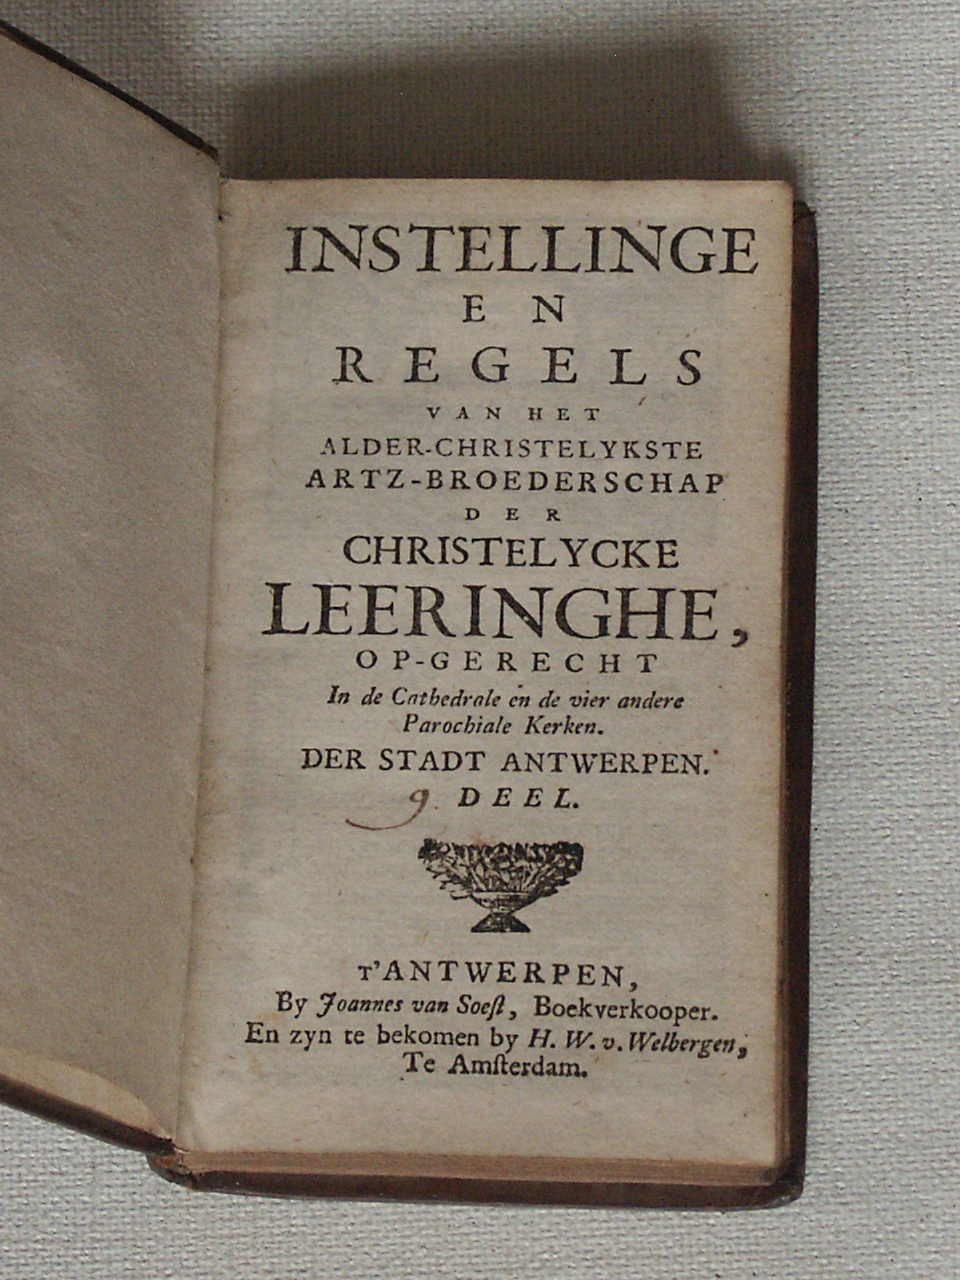 INSTELLINGE
EN
REGELS
VAN HET
ALDER-CHRISTELYKSTE
ARTZ-BROEDERSCHAP
DER
CHRISTELYCKE
LEERINGHE,
OP-GERECHT
In de Cathedrale en de vier andere
Parochiale Kerken.
DER STADT ANTWERPEN.
9. DEEL.
T'ANTWERPEN,
By Joannes van Soeſt, Boekverkooper.
En zyn te bekomen by H. W. v. Welbergen,
Te Amſterdam.